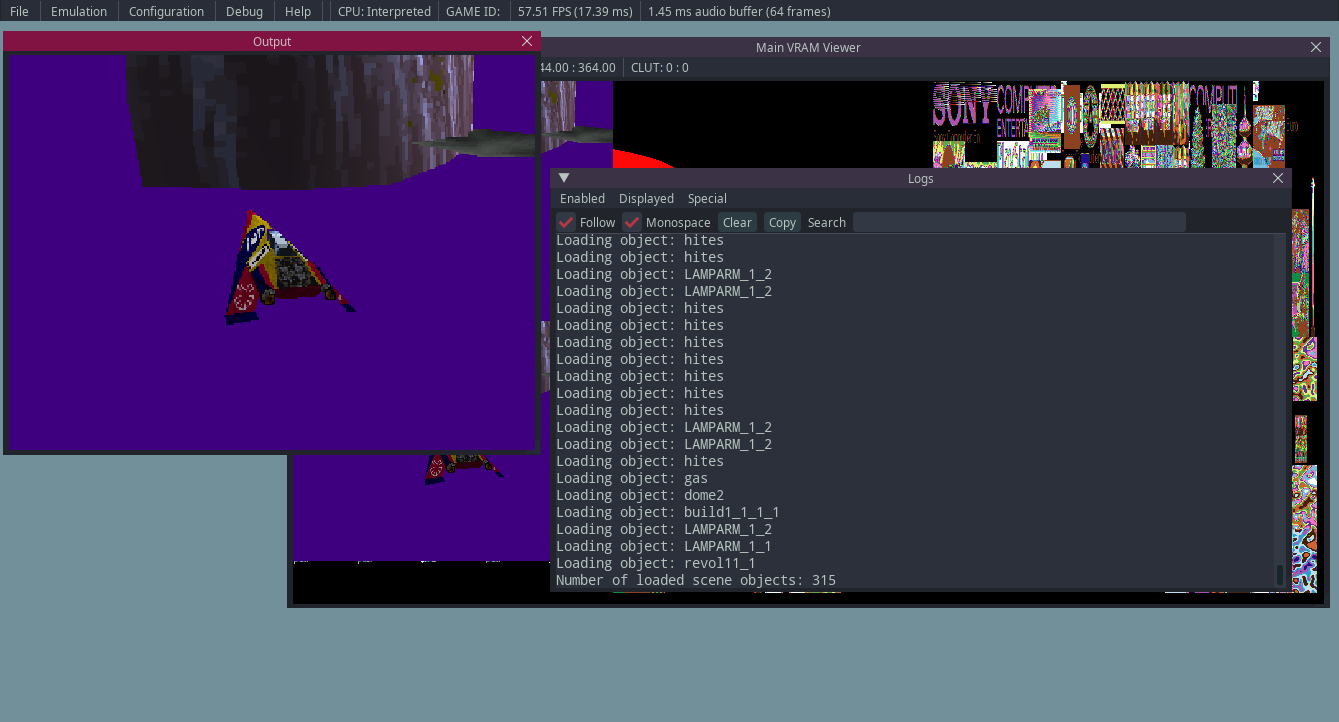 File Emulation Configuration Debug Help CPU: Interpreted GAME ID: 57.51 FPS (17.39 ms) 1.45 ms audio buffer (64 frames)
Output
Main VRAM Viewer
44.00 : 364.00 CLUT: 0 : 0
SONY COMPUTER
Logs
Enabled Displayed Special
Follow Monospace Clear Copy Search
Loading object: hites
Loading object: hites
Loading object: LAMPARM_1_2
Loading object: LAMPARM_1_2
Loading object: hites
Loading object: hites
Loading object: hites
Loading object: hites
Loading object: hites
Loading object: hites
Loading object: hites
Loading object: LAMPARM_1_2
Loading object: LAMPARM_1_2
Loading object: hites
Loading object: gas
Loading object: dome2
Loading object: build1_1_1_1
Loading object: LAMPARM_1_2
Loading object: LAMPARM_1_1
Loading object: revol11_1
Number of loaded scene objects: 315